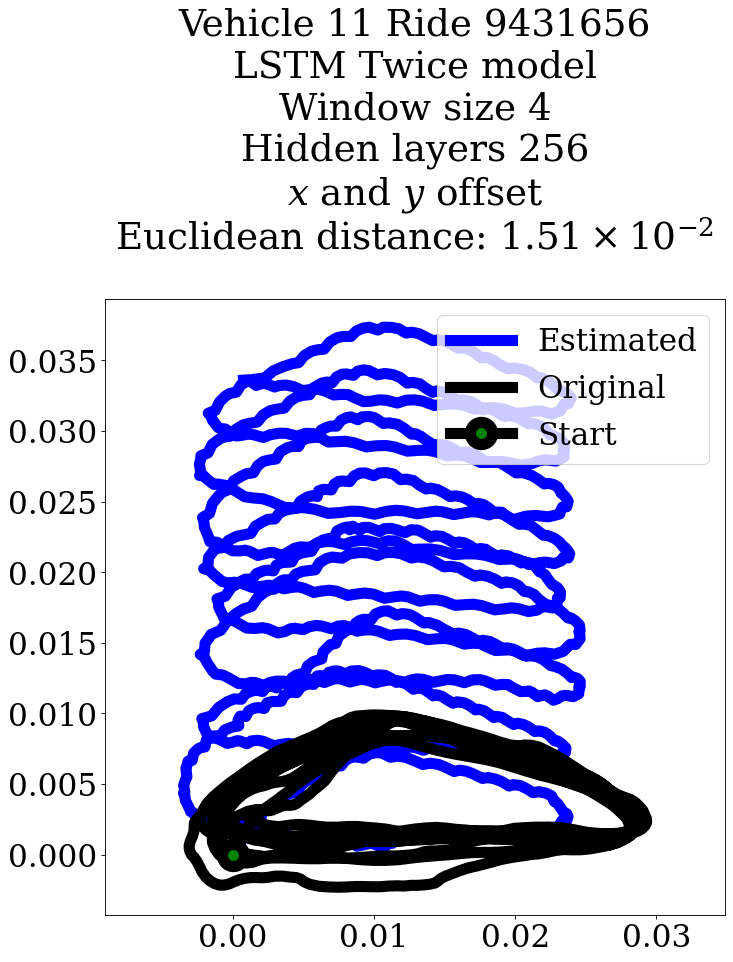 Vehicle 11 Ride 9431656
LSTM Twice model
Window size 4
Hidden layers 256
x and y offset
Euclidean distance: 1.51 × 10⁻²
Estimated
Original
Start
0.035
0.030
0.025
0.020
0.015
0.010
0.005
0.000
0.00 0.01 0.02 0.03